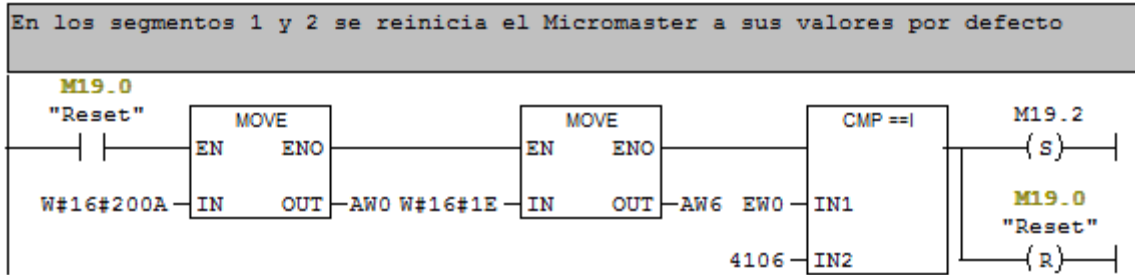 En los segmentos 1 y 2 se reinicia el Micromaster a sus valores por defecto
M19.0
"Reset"
MOVE
MOVE
CMP ==I
M19.2
EN ENO
EN ENO
S
W#16#200A IN OUT AW0 W#16#1E IN OUT AW6 EW0 IN1
M19.0
"Reset"
4106 IN2
R